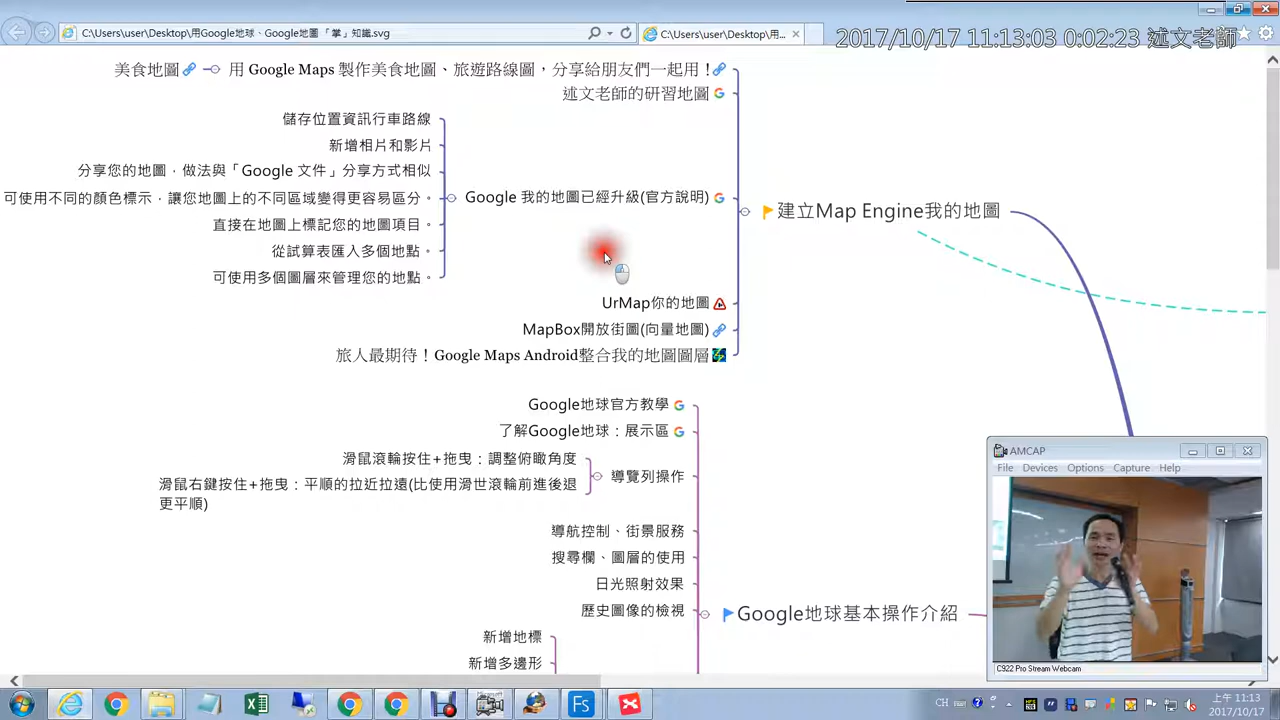 C:\Users\user\Desktop\用Google地球、Google地圖「掌」知識.svg
C:\Users\user\Desktop\用...
2017/10/17 11:13:03 0:02:23 述文老師
美食地圖
用 Google Maps 製作美食地圖、旅遊路線圖，分享給朋友們一起用！
述文老師的研習地圖
儲存位置資訊行車路線
新增相片和影片
分享您的地圖，做法與「Google 文件」分享方式相似
可使用不同的顏色標示，讓您地圖上的不同區域變得更容易區分。
直接在地圖上標記您的地圖項目。
從試算表匯入多個地點。
可使用多個圖層來管理您的地點。
Google 我的地圖已經升級(官方說明)
建立Map Engine我的地圖
UrMap你的地圖
MapBox開放街圖(向量地圖)
旅人最期待！Google Maps Android整合我的地圖圖層
Google地球官方教學
了解Google地球：展示區
滑鼠滾輪按住+拖曳：調整俯瞰角度
滑鼠右鍵按住+拖曳：平順的拉近拉遠(比使用滑世滾輪前進後退
更平順)
導覽列操作
導航控制、街景服務
搜尋欄、圖層的使用
日光照射效果
歷史圖像的檢視
新增地標
新增多邊形
Google地球基本操作介紹
AMCAP
File Devices Options Capture Help
C922 Pro Stream Webcam
Fs
CH
上午 11:13
2017/10/17